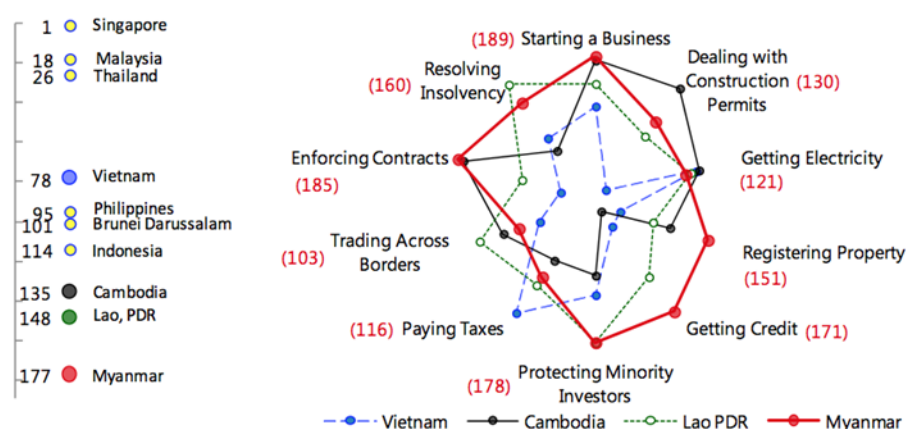 1 Singapore
18 Malaysia
26 Thailand
78 Vietnam
95 Philippines
101 Brunei Darussalam
114 Indonesia
135 Cambodia
148 Lao, PDR
177 Myanmar
(189) Starting a Business
Dealing with
Construction
Permits
(130)
Getting Electricity
(121)
Registering Property
(151)
Getting Credit (171)
Protecting Minority
Investors
(178)
(116) Paying Taxes
Trading Across
Borders
(103)
Enforcing Contracts
(185)
Resolving
Insolvency
(160)
Vietnam Cambodia Lao PDR Myanmar